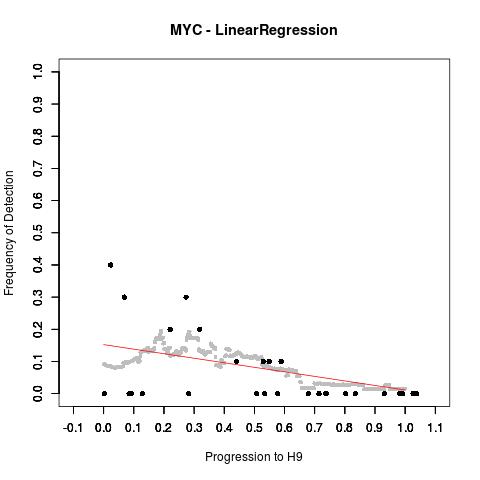 MYC - LinearRegression
1.0
0.9
0.8
0.7
0.6
0.5
0.4
0.3
0.2
0.1
0.0
Frequency of Detection
-0.1 0.0 0.1 0.2 0.3 0.4 0.5 0.6 0.7 0.8 0.9 1.0 1.1
Progression to H9